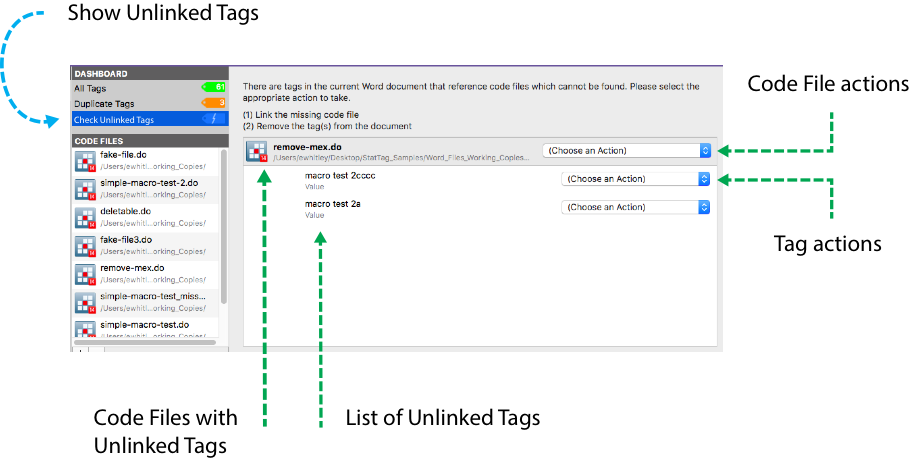 Show Unlinked Tags
DASHBOARD
All Tags 61
Duplicate Tags 3
Check Unlinked Tags
CODE FILES
fake-file.do
/Users/ewhitl...orking_Copies/
simple-macro-test-2.do
/Users/ewhitl...orking_Copies/
deletable.do
/Users/ewhitl...orking_Copies/
fake-file3.do
/Users/ewhitl...orking_Copies/
remove-mex.do
/Users/ewhitl...orking_Copies/
simple-macro-test_miss...
/Users/ewhitl...orking_Copies/
simple-macro-test.do
/Users/ewhitl...orking_Copies/
There are tags in the current Word document that reference code files which cannot be found. Please select the
appropriate action to take.
(1) Link the missing code file
(2) Remove the tag(s) from the document
remove-mex.do
/Users/ewhitley/Desktop/StatTag_Samples/Word_Files_Working_Copies...
(Choose an Action)
macro test 2cccc
Value
(Choose an Action)
macro test 2a
Value
(Choose an Action)
Code File actions
Tag actions
Code Files with
Unlinked Tags
List of Unlinked Tags